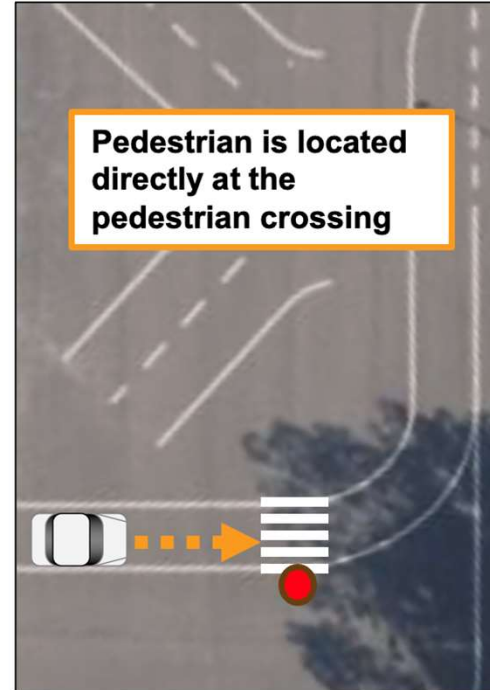 Pedestrian is located
directly at the
pedestrian crossing